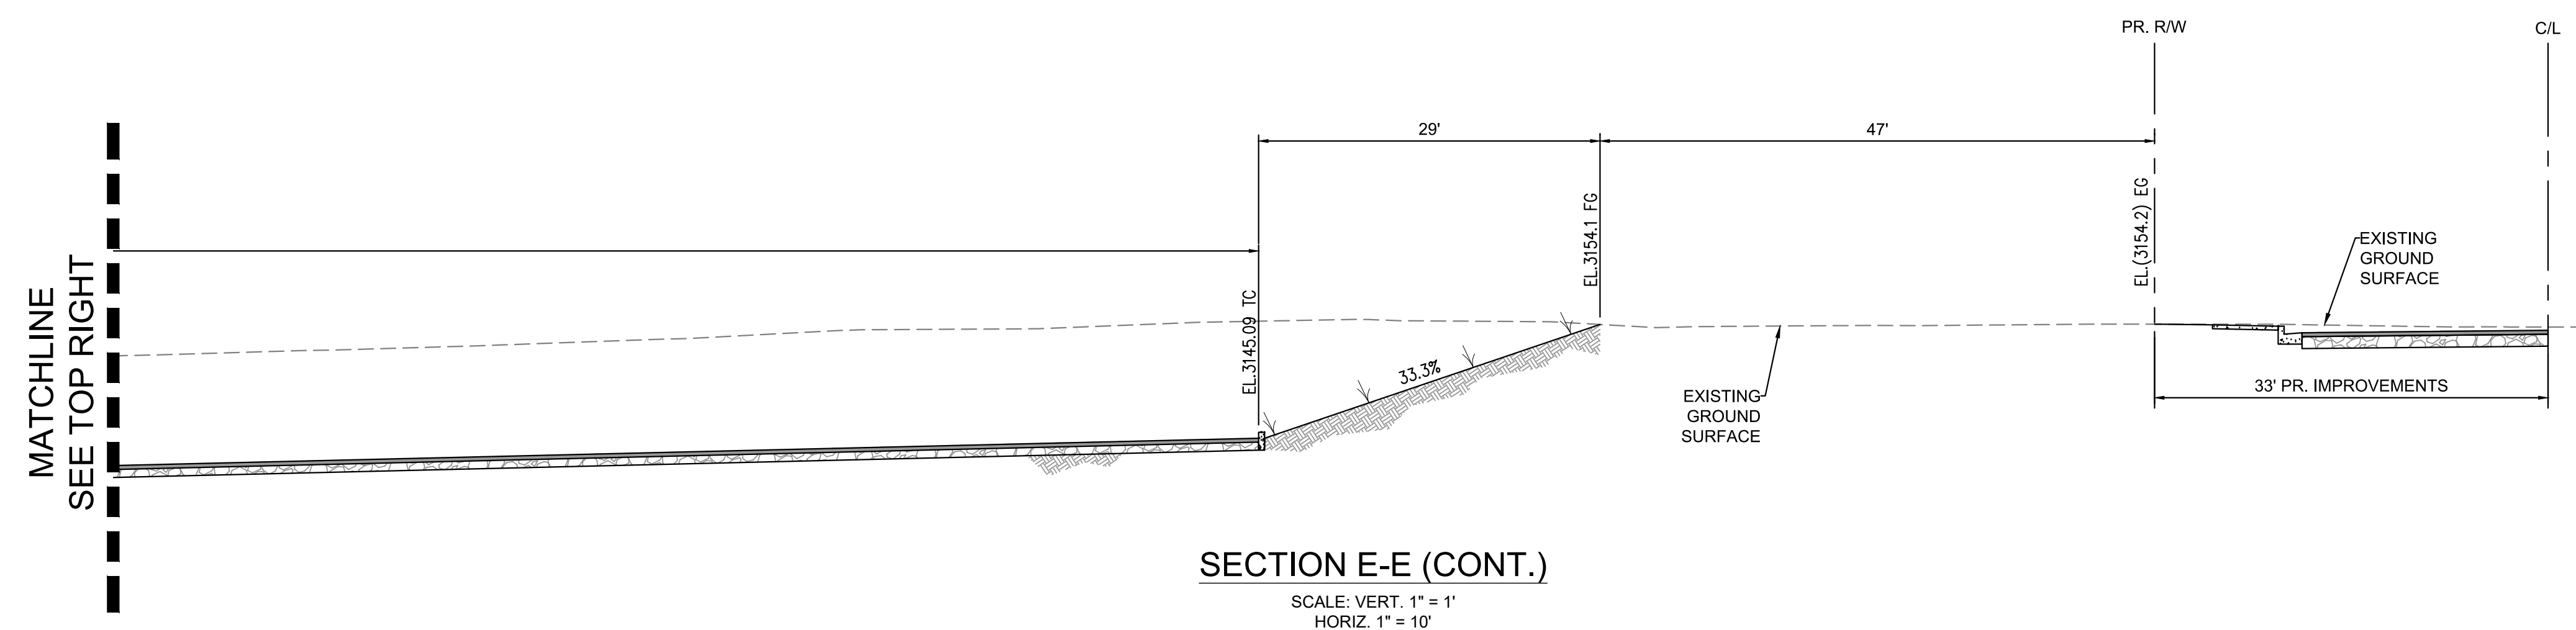 PR. R/W
C/L
29'
47'
EL.3154.1 FG
EL.(3154.2) EG
EXISTING
GROUND
SURFACE
MATCHLINE
SEE TOP RIGHT
EL.3145.09 TC
33.3%
EXISTING
GROUND
SURFACE
33' PR. IMPROVEMENTS
SECTION E-E (CONT.)
SCALE: VERT. 1" = 1'
HORIZ. 1" = 10'